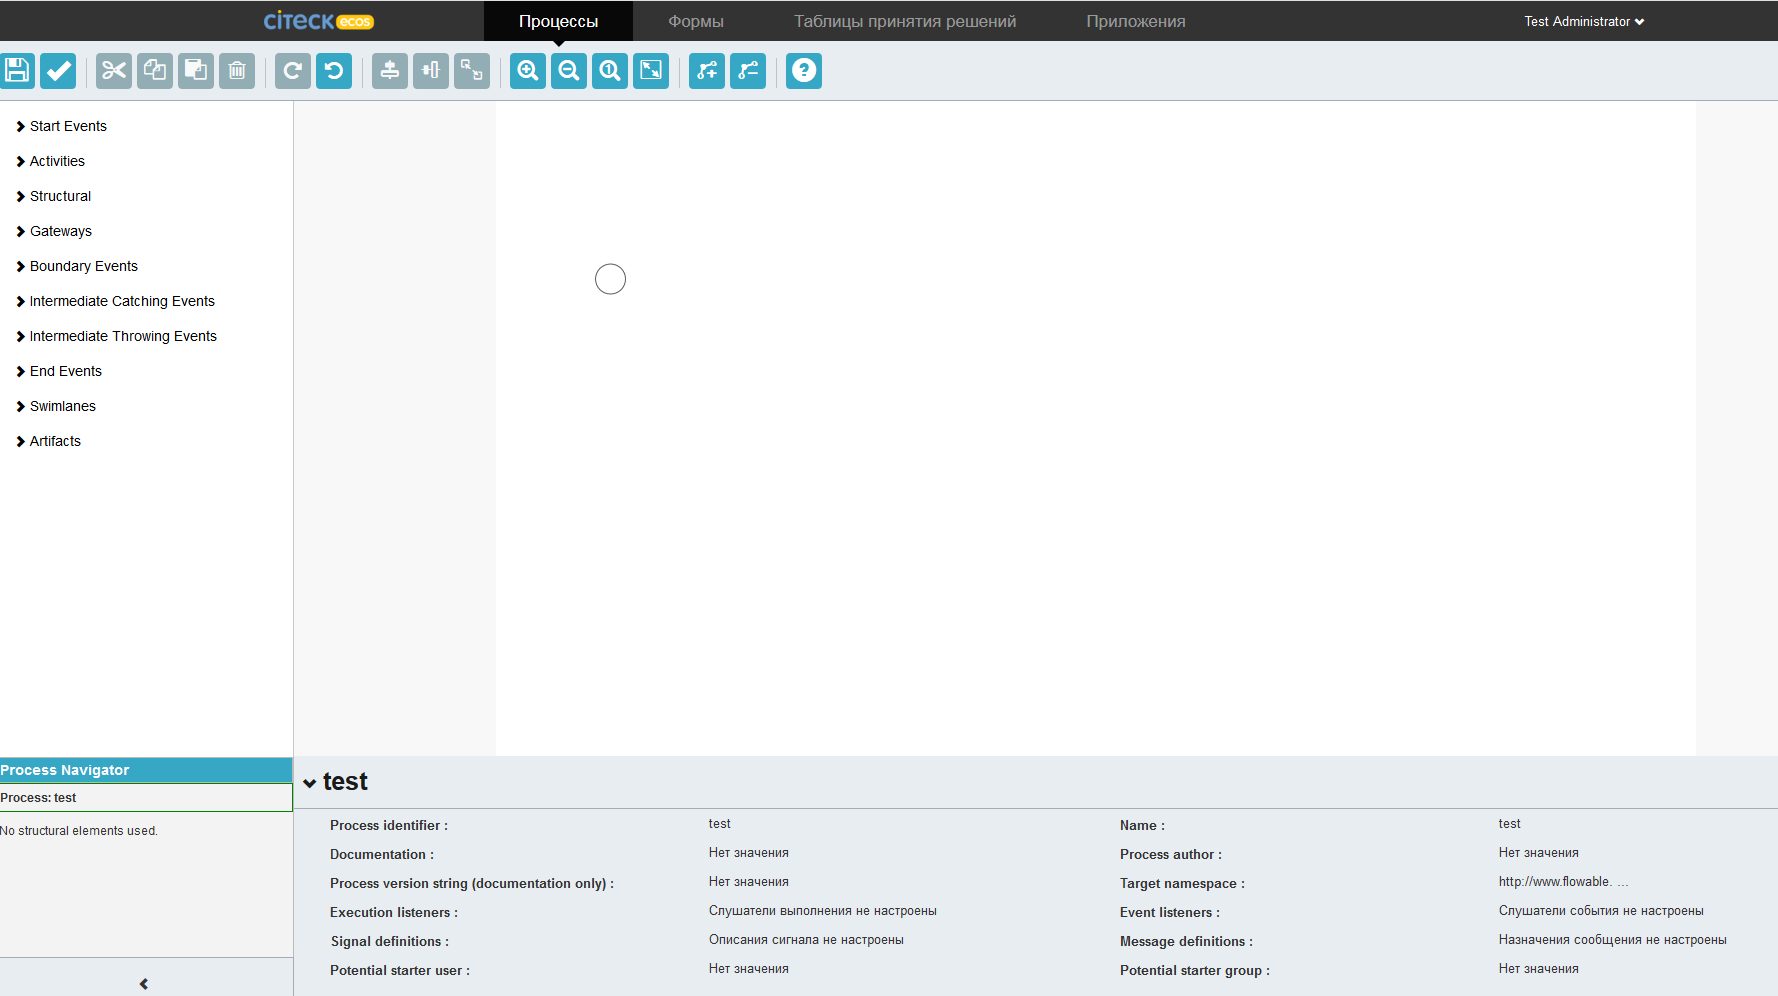 citeck ecos
Процессы
Формы
Таблицы принятия решений
Приложения
Test Administrator
Start Events
Activities
Structural
Gateways
Boundary Events
Intermediate Catching Events
Intermediate Throwing Events
End Events
Swimlanes
Artifacts
Process Navigator
Process: test
No structural elements used.
test
Process identifier : test
Name : test
Documentation : Нет значения
Process author : Нет значения
Process version string (documentation only) : Нет значения
Target namespace : http://www.flowable. …
Execution listeners : Слушатели выполнения не настроены
Event listeners : Слушатели события не настроены
Signal definitions : Описания сигнала не настроены
Message definitions : Назначения сообщения не настроены
Potential starter user : Нет значения
Potential starter group : Нет значения